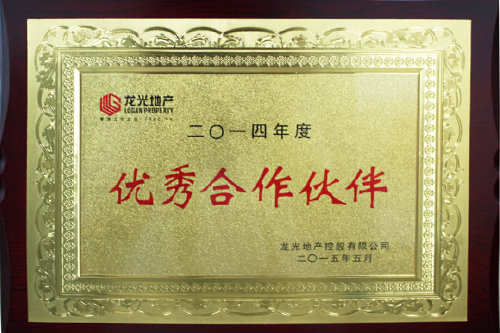 龙光地产
LOGAN PROPERTY
二〇一四年度
优秀合作伙伴
龙光地产控股有限公司
二〇一五年五月